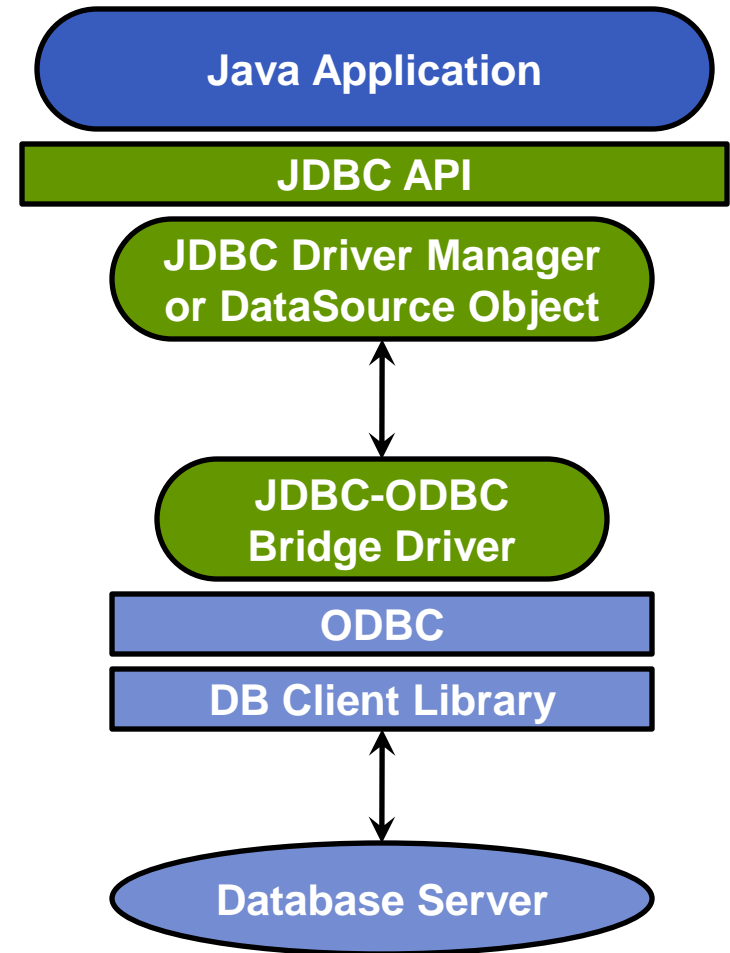 Java Application
JDBC API
JDBC Driver Manager
or DataSource Object
JDBC-ODBC
Bridge Driver
ODBC
DB Client Library
Database Server